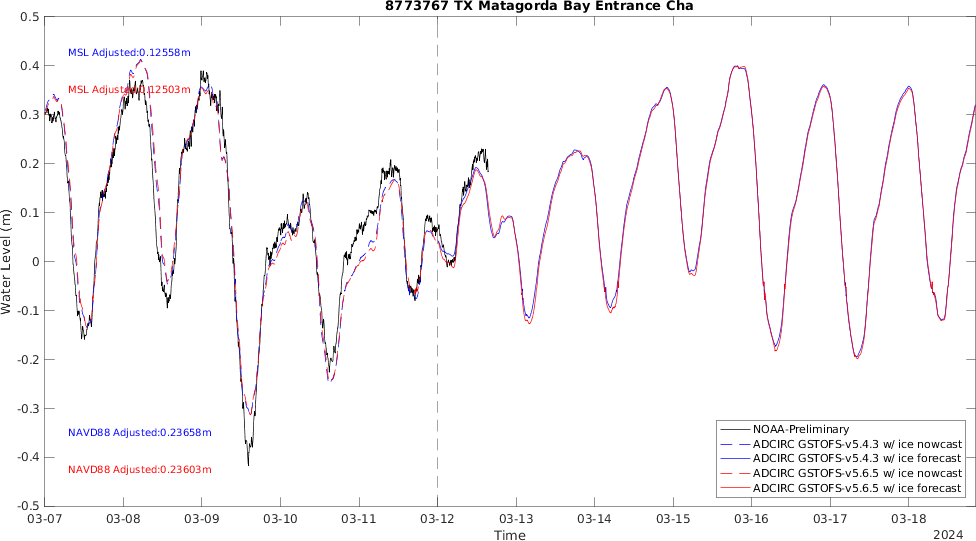 8773767 TX Matagorda Bay Entrance Cha
0.5
0.4
0.3
0.2
0.1
0
-0.1
-0.2
-0.3
-0.4
-0.5
Water Level (m)
MSL Adjusted:0.12558m
MSL Adjusted:0.12503m
NAVD88 Adjusted:0.23658m
NAVD88 Adjusted:0.23603m
NOAA-Preliminary
ADCIRC GSTOFS-v5.4.3 w/ ice nowcast
ADCIRC GSTOFS-v5.4.3 w/ ice forecast
ADCIRC GSTOFS-v5.6.5 w/ ice nowcast
ADCIRC GSTOFS-v5.6.5 w/ ice forecast
03-07 03-08 03-09 03-10 03-11 03-12 03-13 03-14 03-15 03-16 03-17 03-18
Time
2024